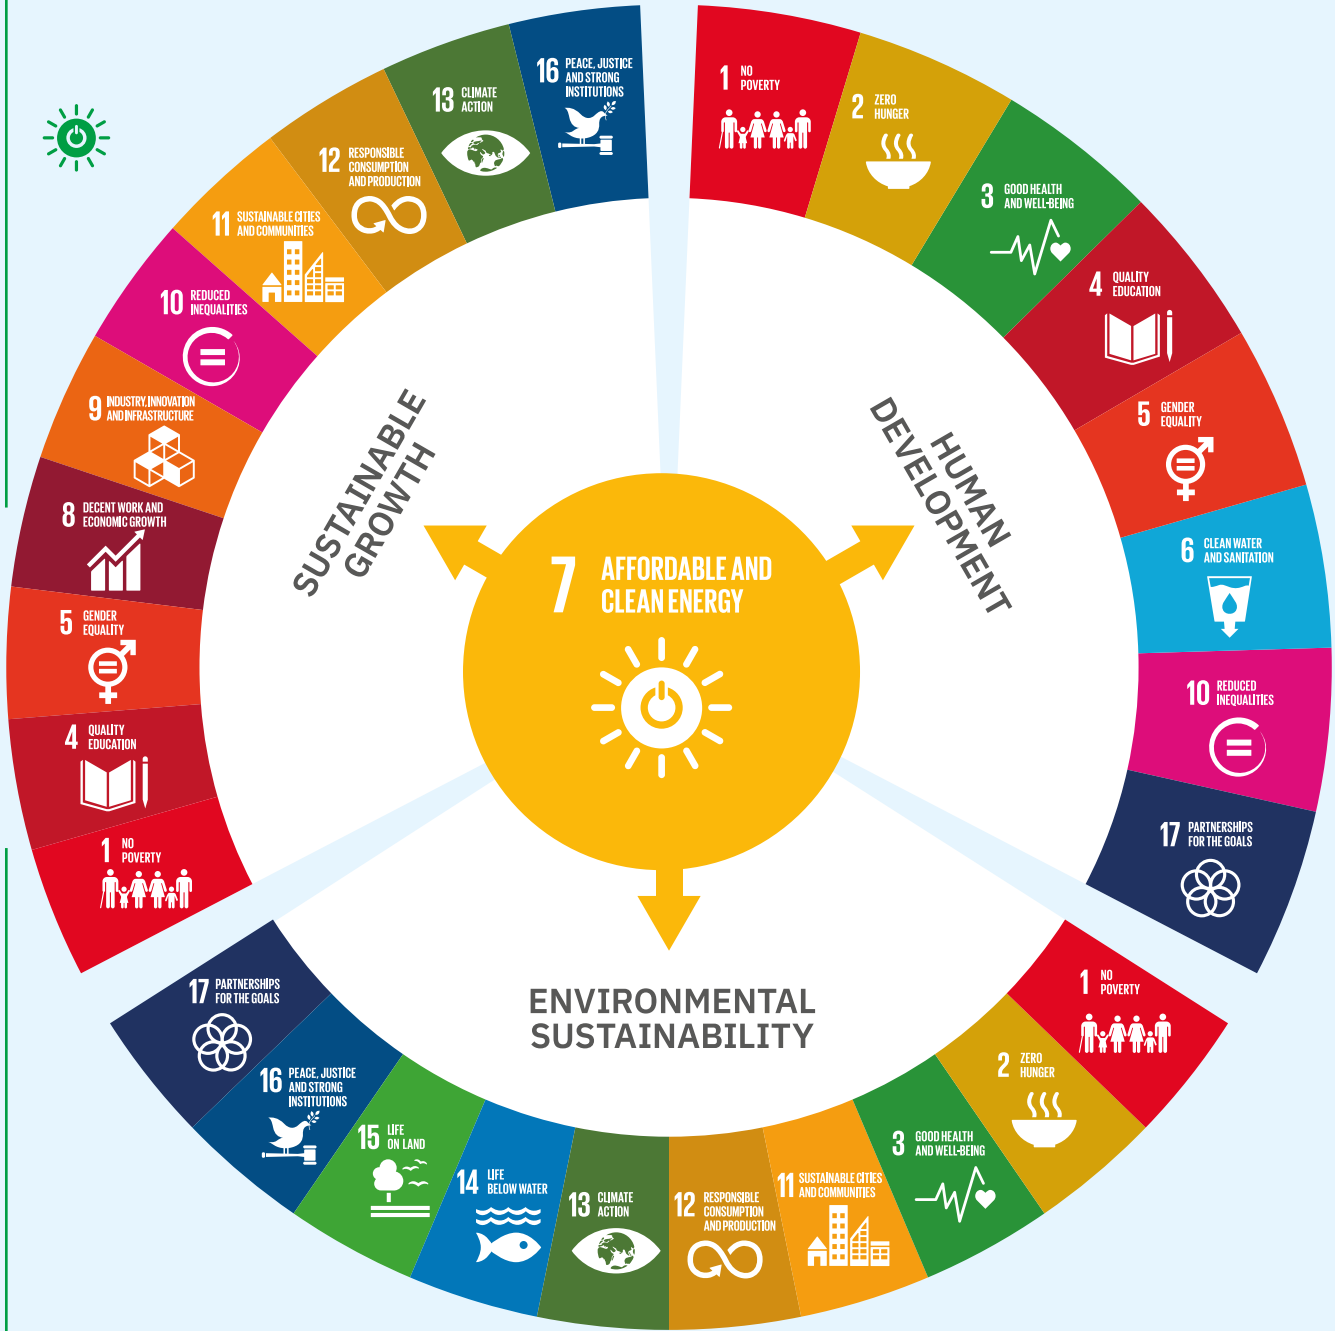 7
AFFORDABLE AND
CLEAN ENERGY
HUMAN
DEVELOPMENT
1 NO
POVERTY
2 ZERO
HUNGER
3 GOOD HEALTH
AND WELL-BEING
4 QUALITY
EDUCATION
5 GENDER
EQUALITY
6 CLEAN WATER
AND SANITATION
10 REDUCED
INEQUALITIES
17 PARTNERSHIPS
FOR THE GOALS
ENVIRONMENTAL
SUSTAINABILITY
1 NO
POVERTY
2 ZERO
HUNGER
3 GOOD HEALTH
AND WELL-BEING
11 SUSTAINABLE CITIES
AND COMMUNITIES
12 RESPONSIBLE
CONSUMPTION
AND PRODUCTION
13 CLIMATE
ACTION
14 LIFE
BELOW WATER
15 LIFE
ON LAND
16 PEACE, JUSTICE
AND STRONG
INSTITUTIONS
17 PARTNERSHIPS
FOR THE GOALS
SUSTAINABLE
GROWTH
1 NO
POVERTY
4 QUALITY
EDUCATION
5 GENDER
EQUALITY
8 DECENT WORK AND
ECONOMIC GROWTH
9 INDUSTRY, INNOVATION
AND INFRASTRUCTURE
10 REDUCED
INEQUALITIES
11 SUSTAINABLE CITIES
AND COMMUNITIES
12 RESPONSIBLE
CONSUMPTION
AND PRODUCTION
13 CLIMATE
ACTION
16 PEACE, JUSTICE
AND STRONG
INSTITUTIONS